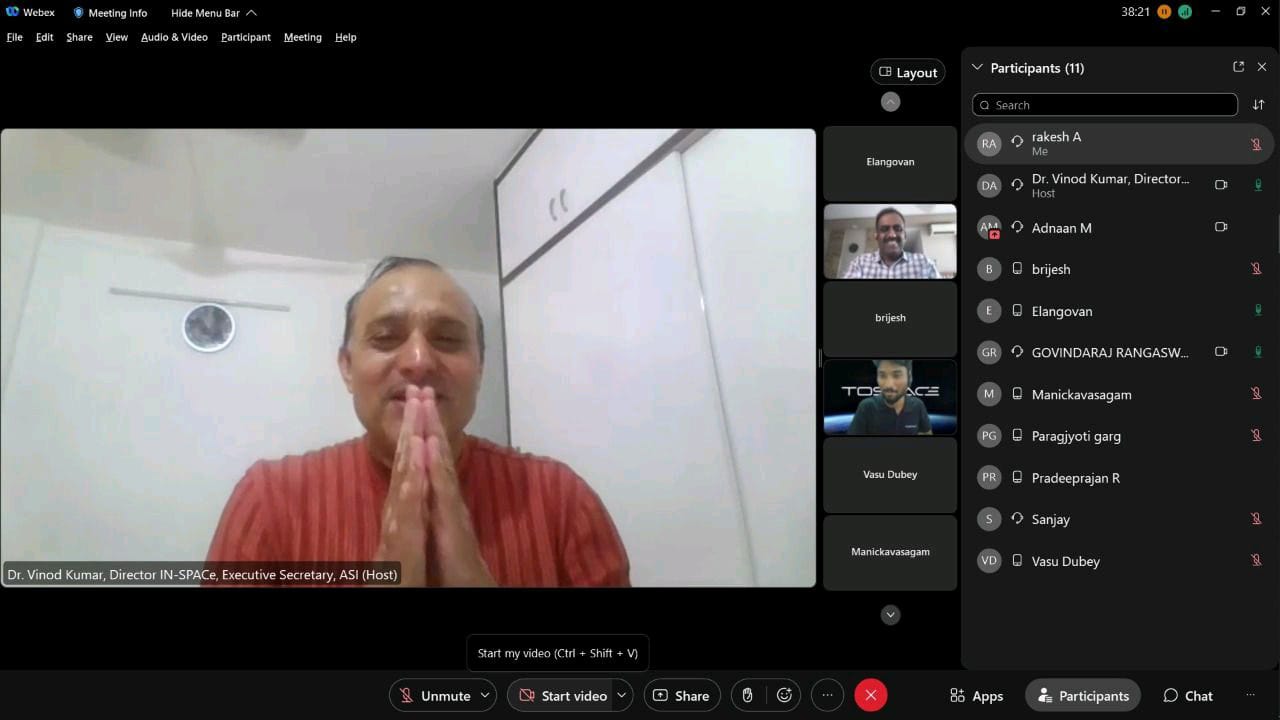 Webex
Meeting Info
Hide Menu Bar
38:21
File Edit Share View Audio & Video Participant Meeting Help
Layout
Participants (11)
Search
Elangovan
brijesh
TOS ACE
Vasu Dubey
Manickavasagam
Dr. Vinod Kumar, Director IN-SPACe, Executive Secretary, ASI (Host)
RA rakesh A
Me
DA Dr. Vinod Kumar, Director...
Host
AM Adnaan M
B brijesh
E Elangovan
GR GOVINDARAJ RANGASW...
M Manickavasagam
PG Paragjyoti garg
PR Pradeeprajan R
S Sanjay
VD Vasu Dubey
Start my video (Ctrl + Shift + V)
Unmute
Start video
Share
Apps
Participants
Chat